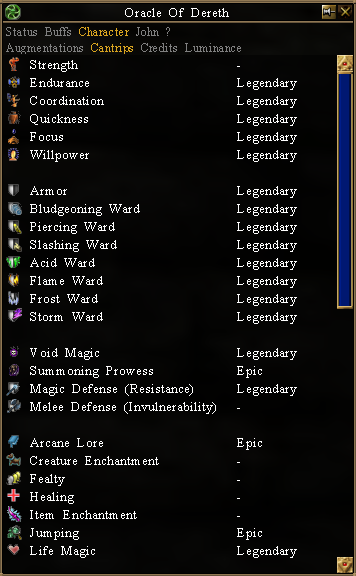 Oracle Of Dereth
Status Buffs Character John ?
Augmentations Cantrips Credits Luminance
Strength -
Endurance Legendary
Coordination Legendary
Quickness Legendary
Focus Legendary
Willpower Legendary
Armor Legendary
Bludgeoning Ward Legendary
Piercing Ward Legendary
Slashing Ward Legendary
Acid Ward Legendary
Flame Ward Legendary
Frost Ward Legendary
Storm Ward Legendary
Void Magic Legendary
Summoning Prowess Epic
Magic Defense (Resistance) Legendary
Melee Defense (Invulnerability) -
Arcane Lore Epic
Creature Enchantment -
Fealty -
Healing -
Item Enchantment -
Jumping Epic
Life Magic Legendary